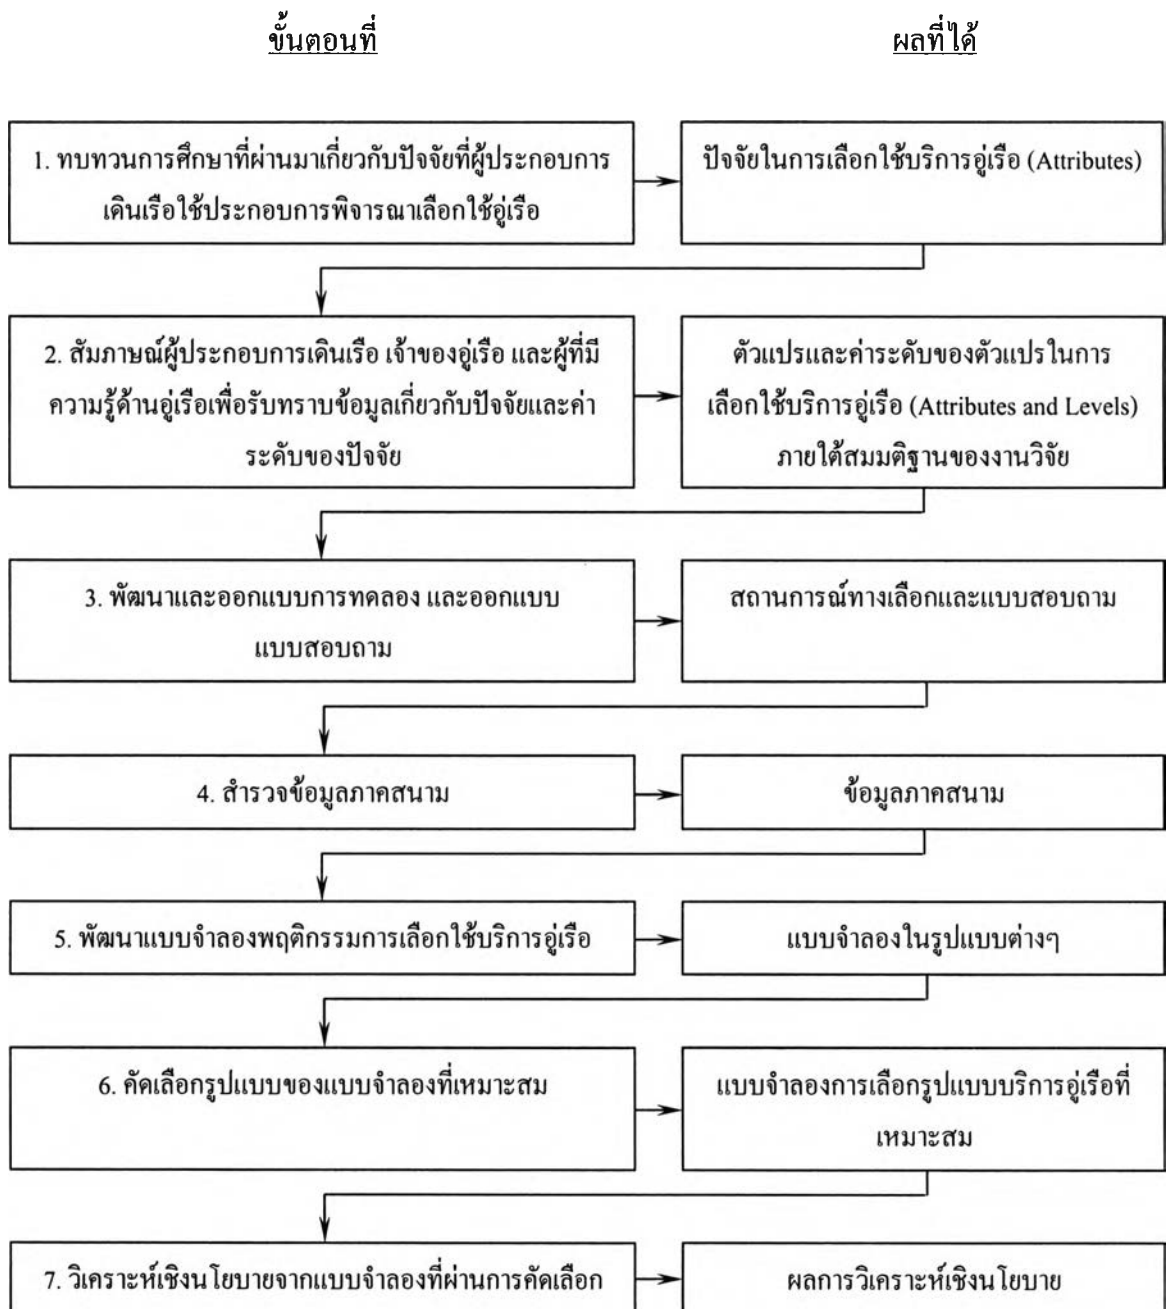 ขั้นตอนที่
ผลที่ได้
1. ทบทวนการศึกษาที่ผ่านมาเกี่ยวกับปัจจัยที่ผู้ประกอบการ
เดินเรือใช้ประกอบการพิจารณาเลือกใช้อู่เรือ
ปัจจัยในการเลือกใช้บริการอู่เรือ (Attributes)
2. สัมภาษณ์ผู้ประกอบการเดินเรือ เจ้าของอู่เรือ และผู้ที่มี
ความรู้ด้านอู่เรือเพื่อรับทราบข้อมูลเกี่ยวกับปัจจัยและค่า
ระดับของปัจจัย
ตัวแปรและค่าระดับของตัวแปรในการ
เลือกใช้บริการอู่เรือ (Attributes and Levels)
ภายใต้สมมติฐานของงานวิจัย
3. พัฒนาและออกแบบการทดลอง และออกแบบ
แบบสอบถาม
สถานการณ์ทางเลือกและแบบสอบถาม
4. สำรวจข้อมูลภาคสนาม
ข้อมูลภาคสนาม
5. พัฒนาแบบจำลองพฤติกรรมการเลือกใช้บริการอู่เรือ
แบบจำลองในรูปแบบต่างๆ
6. คัดเลือกรูปแบบของแบบจำลองที่เหมาะสม
แบบจำลองการเลือกรูปแบบบริการอู่เรือที่
เหมาะสม
7. วิเคราะห์เชิงนโยบายจากแบบจำลองที่ผ่านการคัดเลือก
ผลการวิเคราะห์เชิงนโยบาย